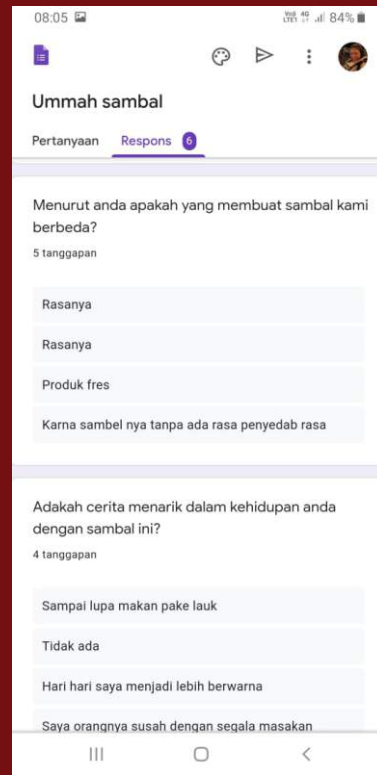 08:05
84%
Ummah sambal
Pertanyaan Respons 6
Menurut anda apakah yang membuat sambal kami
berbeda?
5 tanggapan
Rasanya
Rasanya
Produk fres
Karna sambel nya tanpa ada rasa penyedab rasa
Adakah cerita menarik dalam kehidupan anda
dengan sambal ini?
4 tanggapan
Sampai lupa makan pake lauk
Tidak ada
Hari hari saya menjadi lebih berwarna
Saya orangnya susah dengan segala masakan